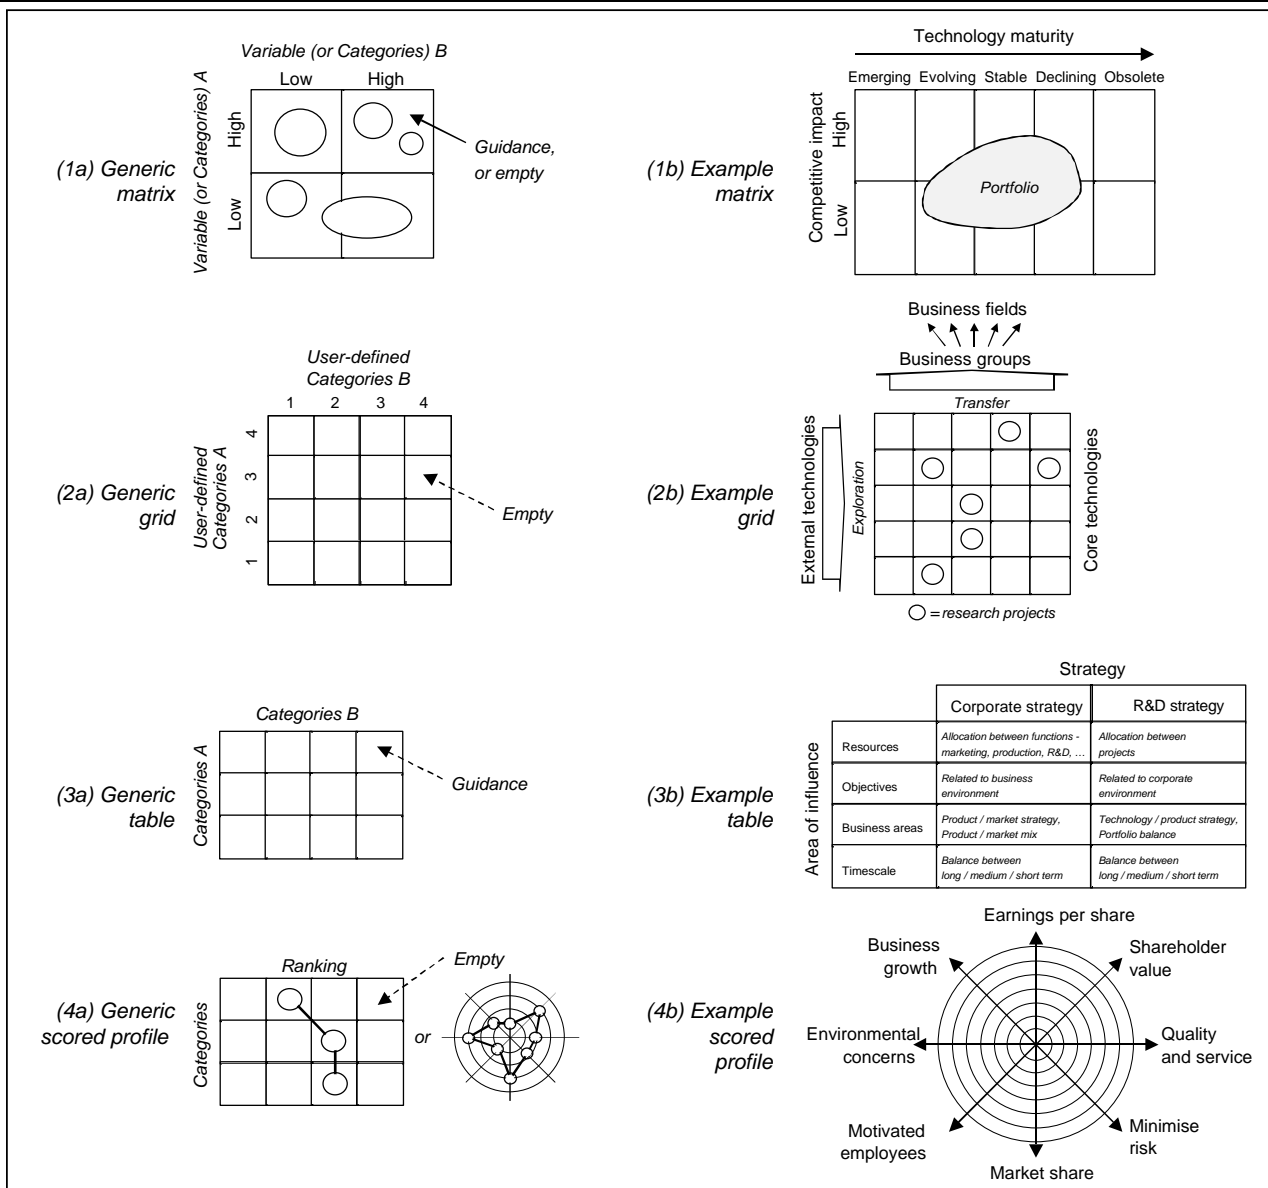 Variable (or Categories) B
Low
High
Variable (or Categories) A
High
Low
(1a) Generic
matrix
Guidance,
or empty
Technology maturity
Emerging Evolving Stable Declining Obsolete
Competitive impact
High
Low
(1b) Example
matrix
Portfolio
User-defined
Categories B
1 2 3 4
User-defined
Categories A
4
3
2
1
(2a) Generic
grid
Empty
Business fields
Business groups
Transfer
External technologies
Exploration
Core technologies
(2b) Example
grid
= research projects
Categories B
Categories A
(3a) Generic
table
Guidance
Strategy
Corporate strategy
R&D strategy
Area of influence
(3b) Example
table
Resources
Allocation between functions -
marketing, production, R&D, ...
Allocation between
projects
Objectives
Related to business
environment
Related to corporate
environment
Business areas
Product / market strategy,
Product / market mix
Technology / product strategy,
Portfolio balance
Timescale
Balance between
long / medium / short term
Balance between
long / medium / short term
Ranking
Categories
(4a) Generic
scored profile
Empty
or
(4b) Example
scored
profile
Earnings per share
Business
growth
Shareholder
value
Environmental
concerns
Quality
and service
Motivated
employees
Minimise
risk
Market share